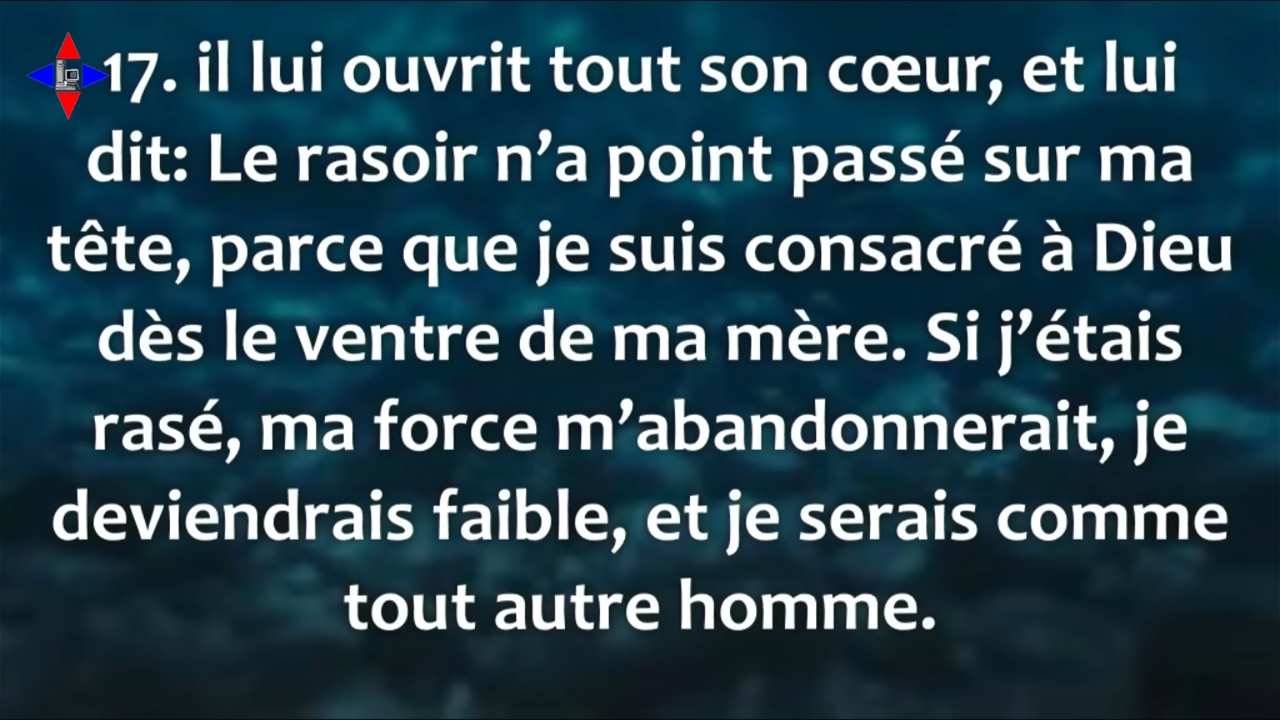 17. il lui ouvrit tout son cœur, et lui
dit: Le rasoir n’a point passé sur ma
tête, parce que je suis consacré à Dieu
dès le ventre de ma mère. Si j’étais
rasé, ma force m’abandonnerait, je
deviendrais faible, et je serais comme
tout autre homme.